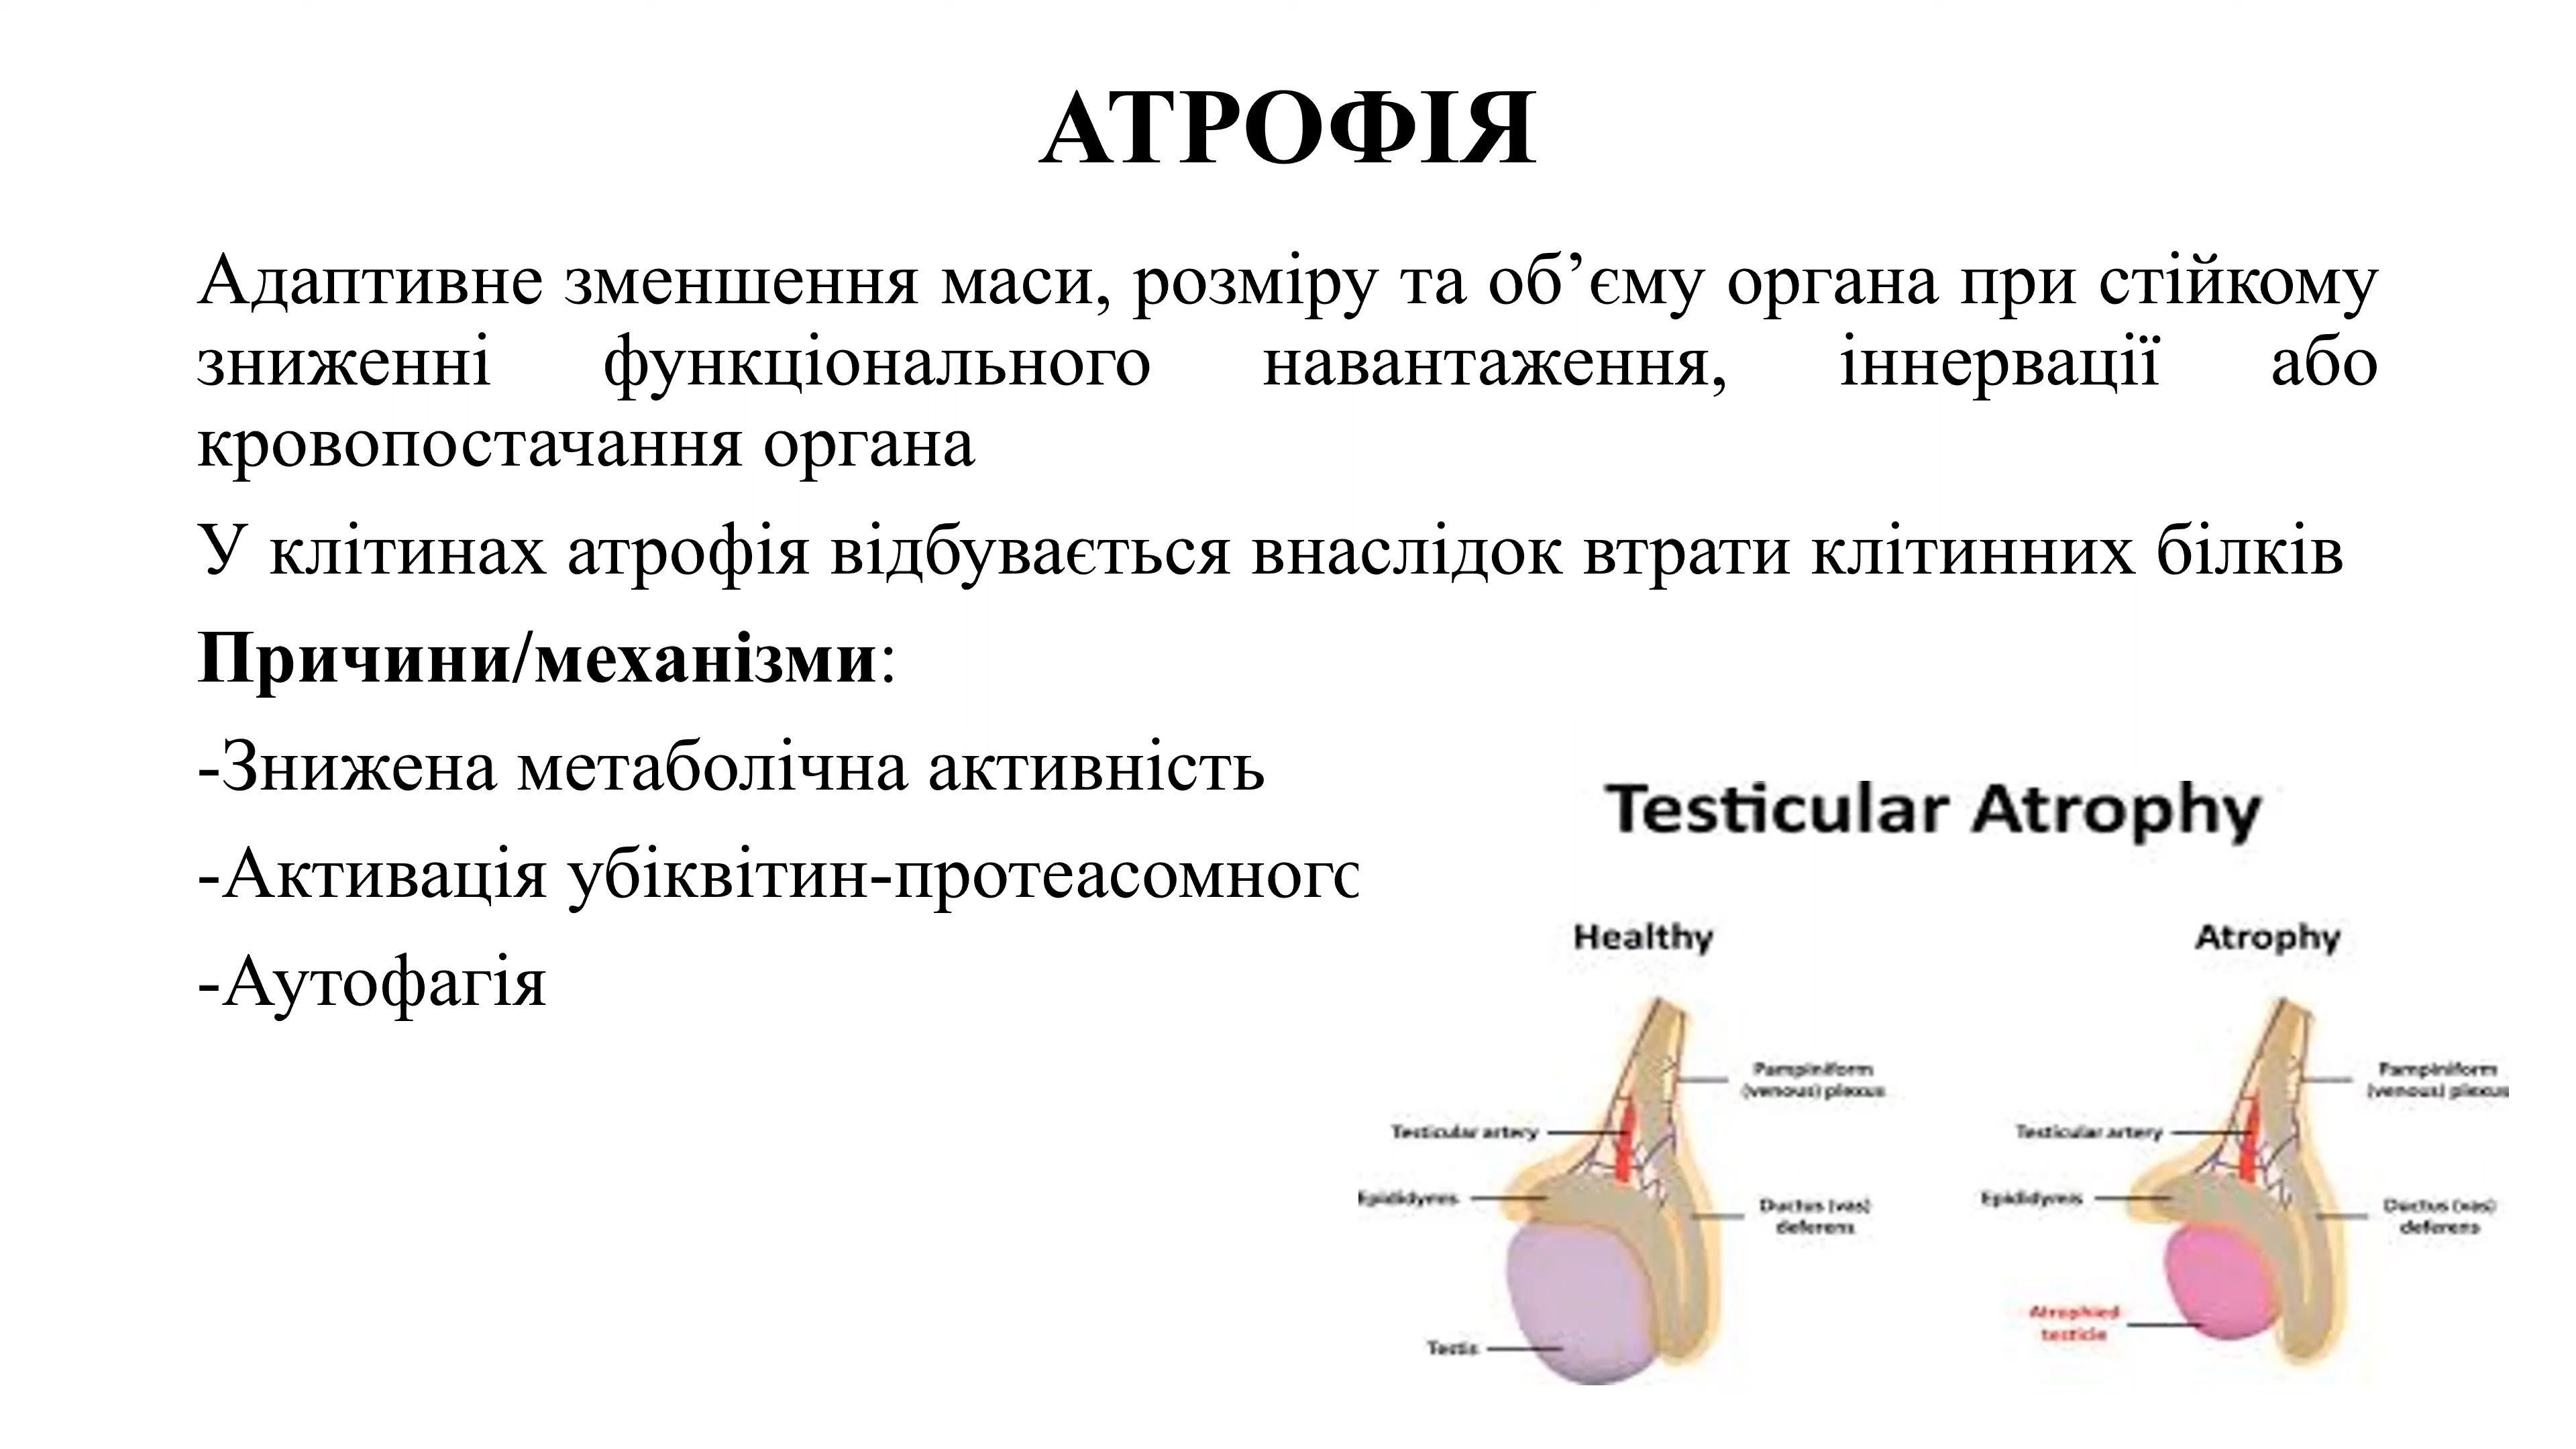 АТРОФІЯ
Адаптивне зменшення маси, розміру та об’єму органа при стійкому
зниженні функціонального навантаження, іннервації або
кровопостачання органа
У клітинах атрофія відбувається внаслідок втрати клітинних білків
Причини/механізми:
-Знижена метаболічна активність
-Активація убіквітин-протеасомного
-Аутофагія
Testicular Atrophy
Healthy
Pampiniform
(venous) plexus
Testicular artery
Epididymis
Ductus (vas)
deferens
Testis
Atrophy
Pampiniform
(venous) plexus
Testicular artery
Epididymis
Ductus (vas)
deferens
Atrophied
testicle